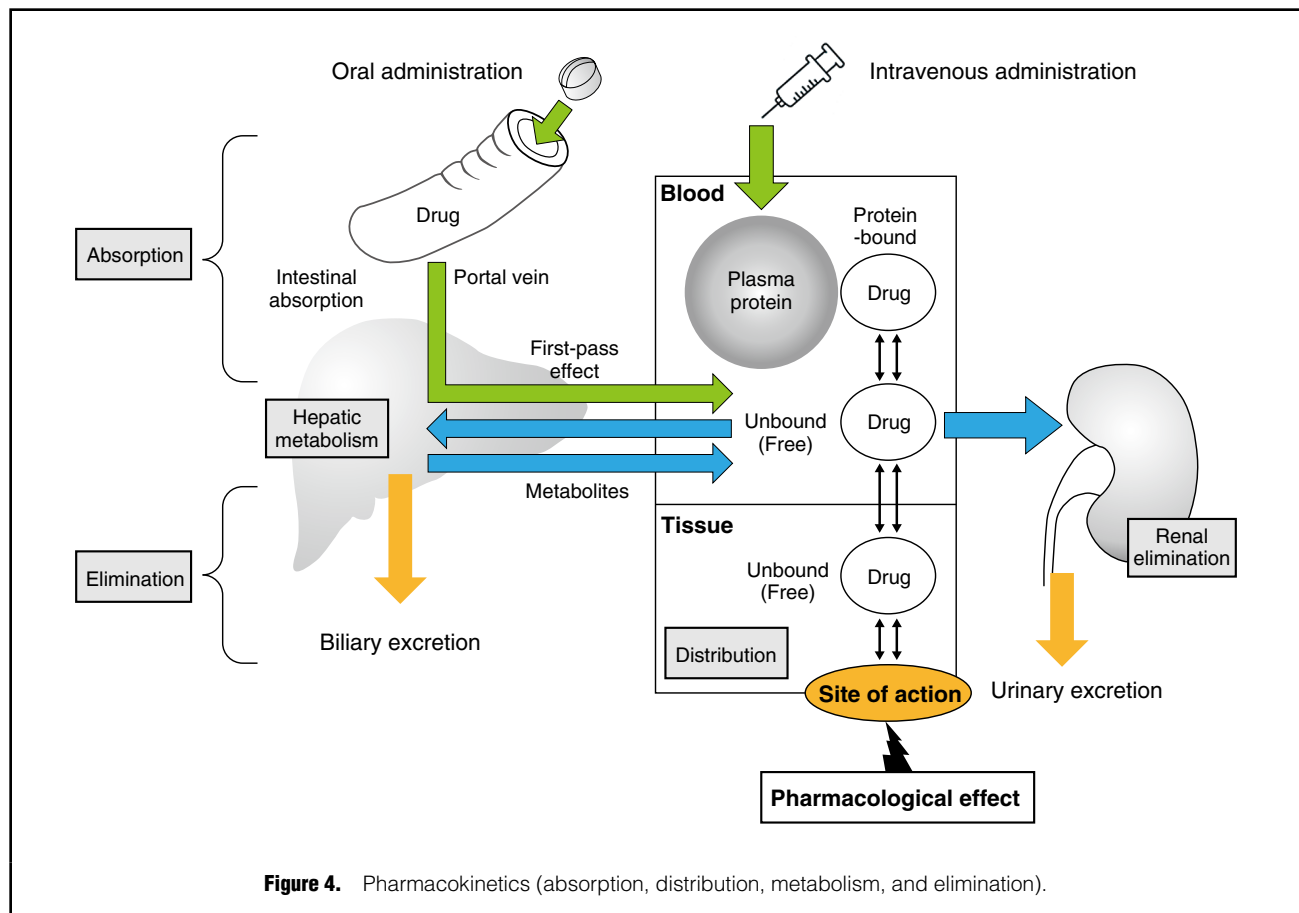 Oral administration
Intravenous administration
Absorption
Drug
Intestinal
absorption
Portal vein
First-pass
effect
Hepatic
metabolism
Metabolites
Elimination
Biliary excretion
Blood
Plasma
protein
Protein
-bound
Drug
Unbound
(Free)
Drug
Tissue
Unbound
(Free)
Drug
Distribution
Site of action
Renal
elimination
Urinary excretion
Pharmacological effect
Figure 4. Pharmacokinetics (absorption, distribution, metabolism, and elimination).